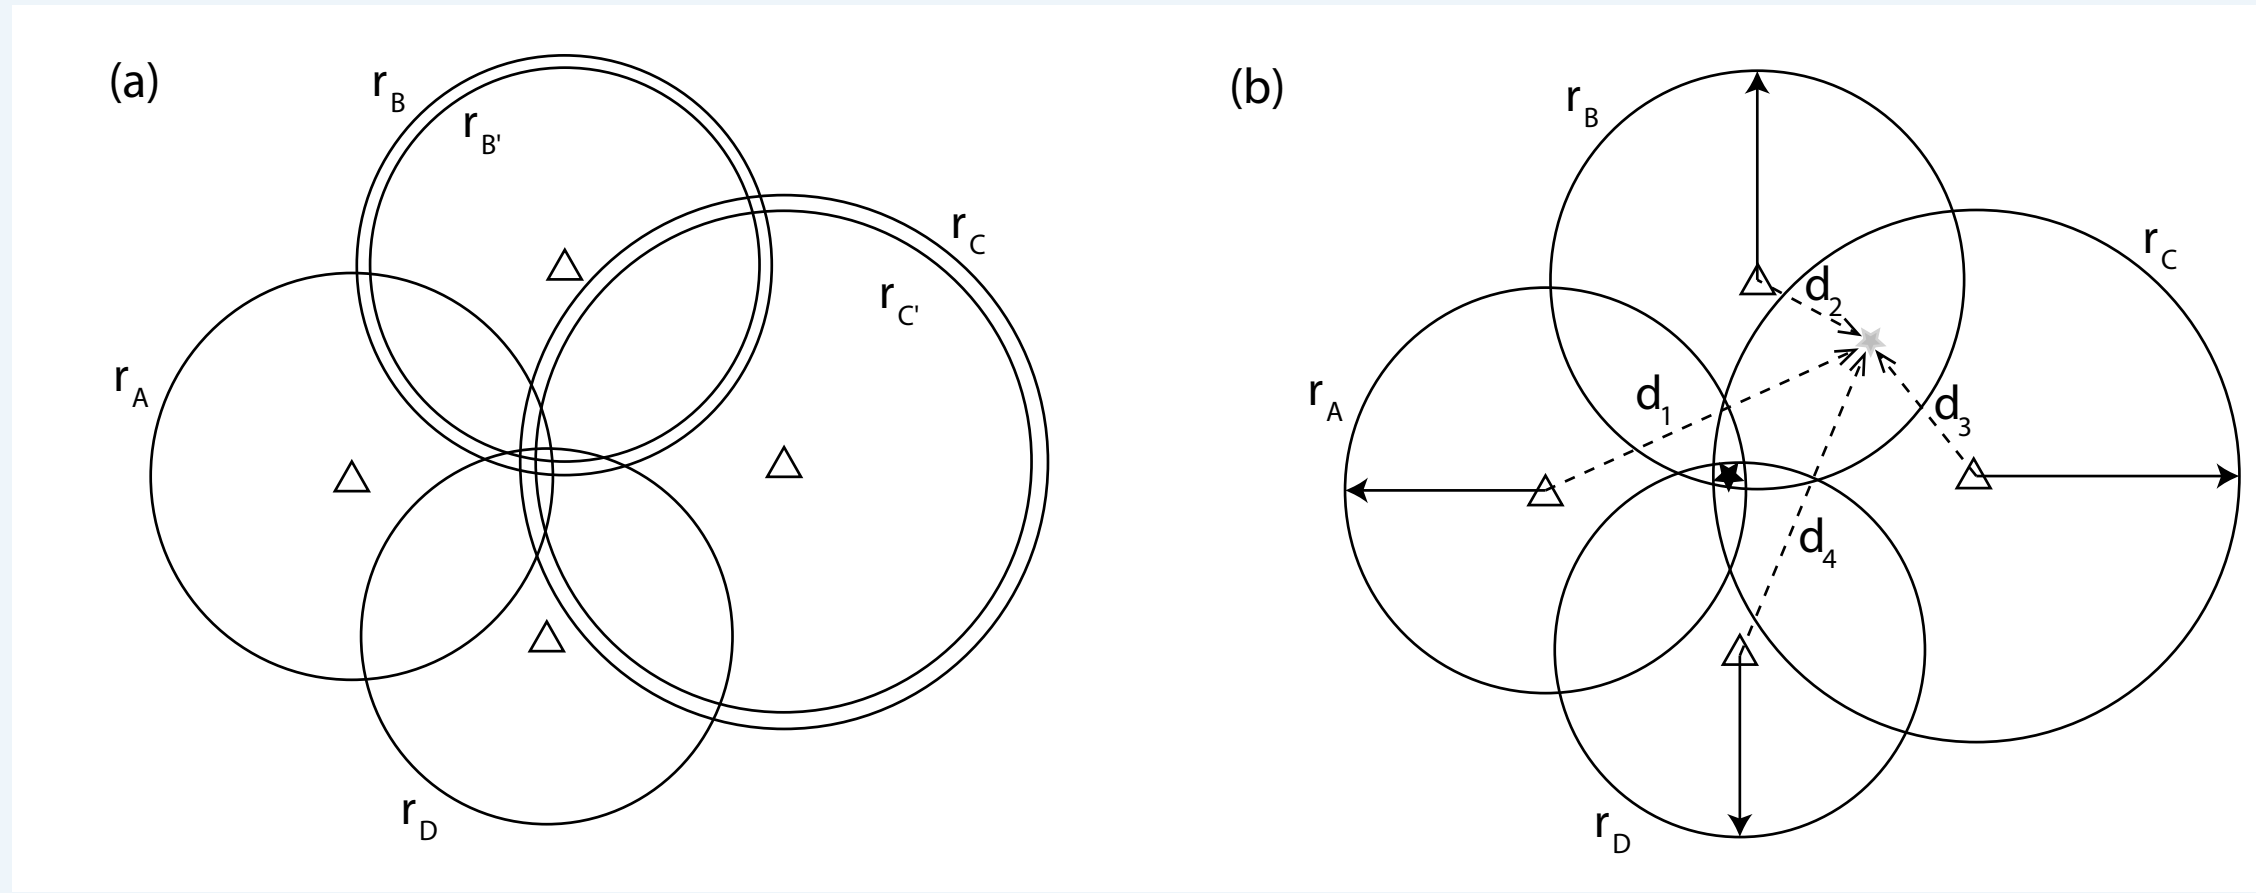 (a)
r_B
r_B'
r_C
r_C'
r_A
r_D
(b)
r_B
r_C
d_2
r_A
d_1
d_3
d_4
r_D